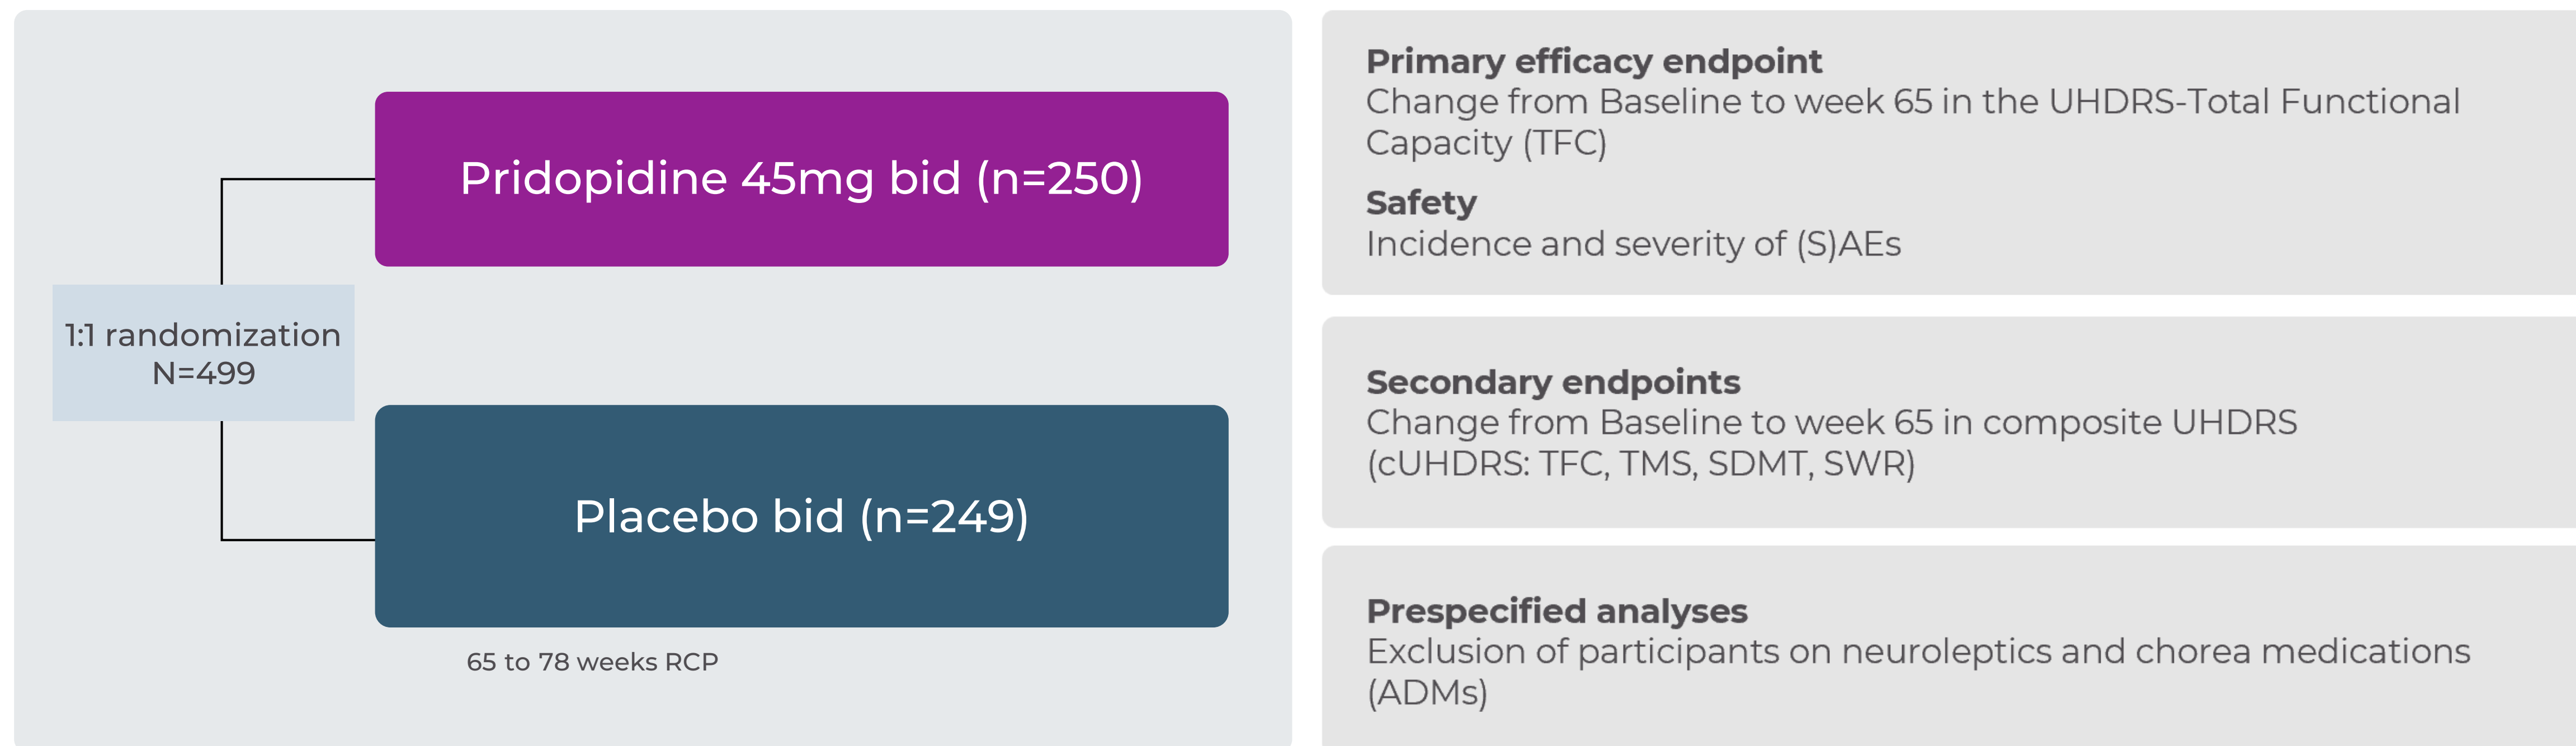 Pridopidine 45mg bid (n=250)
1:1 randomization
N=499
Placebo bid (n=249)
65 to 78 weeks RCP
Primary efficacy endpoint
Change from Baseline to week 65 in the UHDRS-Total Functional
Capacity (TFC)
Safety
Incidence and severity of (S)AEs
Secondary endpoints
Change from Baseline to week 65 in composite UHDRS
(cUHDRS: TFC, TMS, SDMT, SWR)
Prespecified analyses
Exclusion of participants on neuroleptics and chorea medications
(ADMs)